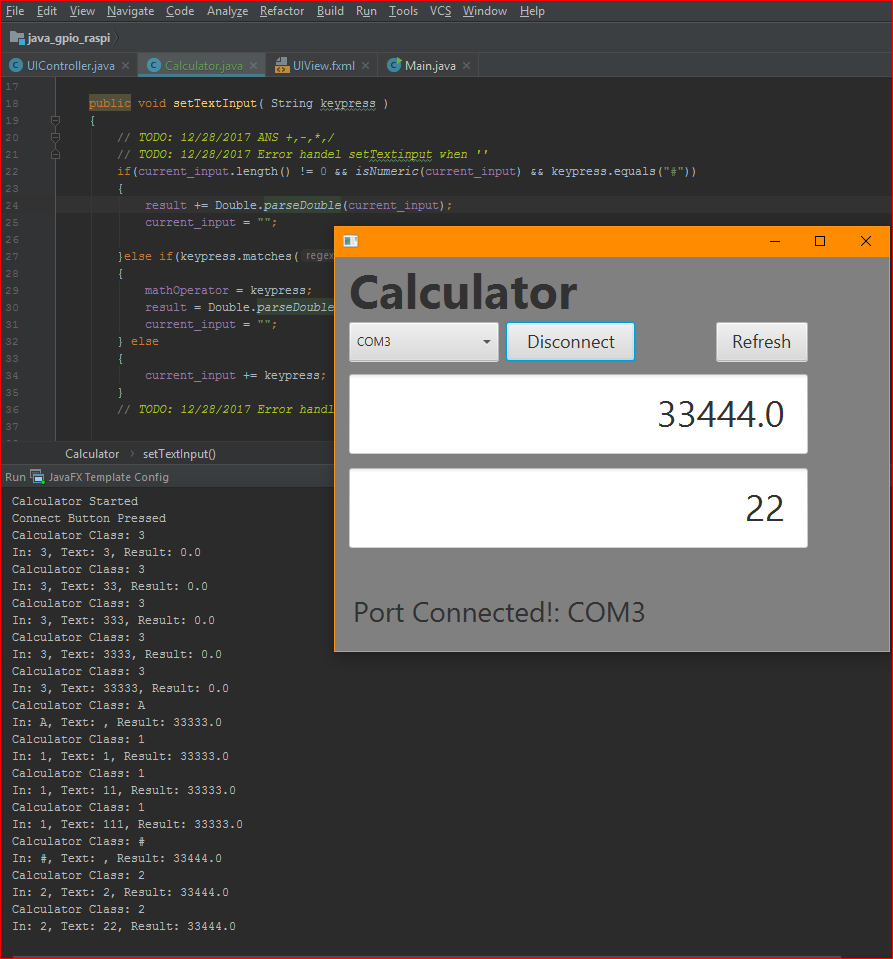 File Edit View Navigate Code Analyze Refactor Build Run Tools VCS Window Help
java_gpio_raspi
UIController.java Calculator.java UIView.fxml Main.java
17
18 public void setTextInput( String keypress )
19 {
20 // TODO: 12/28/2017 ANS +,-,*,/
21 // TODO: 12/28/2017 Error handel setTextinput when ''
22 if(current_input.length() != 0 && isNumeric(current_input) && keypress.equals("#"))
23 {
24 result += Double.parseDouble(current_input);
25 current_input = "";
26
27 }else if(keypress.matches( regex
28 {
29 mathOperator = keypress;
30 result = Double.parseDouble
31 current_input = "";
32 } else
33 {
34 current_input += keypress;
35 }
36 // TODO: 12/28/2017 Error handl
37
Calculator setTextInput()
Run JavaFX Template Config
Calculator Started
Connect Button Pressed
Calculator Class: 3
In: 3, Text: 3, Result: 0.0
Calculator Class: 3
In: 3, Text: 33, Result: 0.0
Calculator Class: 3
In: 3, Text: 333, Result: 0.0
Calculator Class: 3
In: 3, Text: 3333, Result: 0.0
Calculator Class: 3
In: 3, Text: 33333, Result: 0.0
Calculator Class: A
In: A, Text: , Result: 33333.0
Calculator Class: 1
In: 1, Text: 1, Result: 33333.0
Calculator Class: 1
In: 1, Text: 11, Result: 33333.0
Calculator Class: 1
In: 1, Text: 111, Result: 33333.0
Calculator Class: #
In: #, Text: , Result: 33444.0
Calculator Class: 2
In: 2, Text: 2, Result: 33444.0
Calculator Class: 2
In: 2, Text: 22, Result: 33444.0
Calculator
COM3 Disconnect Refresh
33444.0
22
Port Connected!: COM3